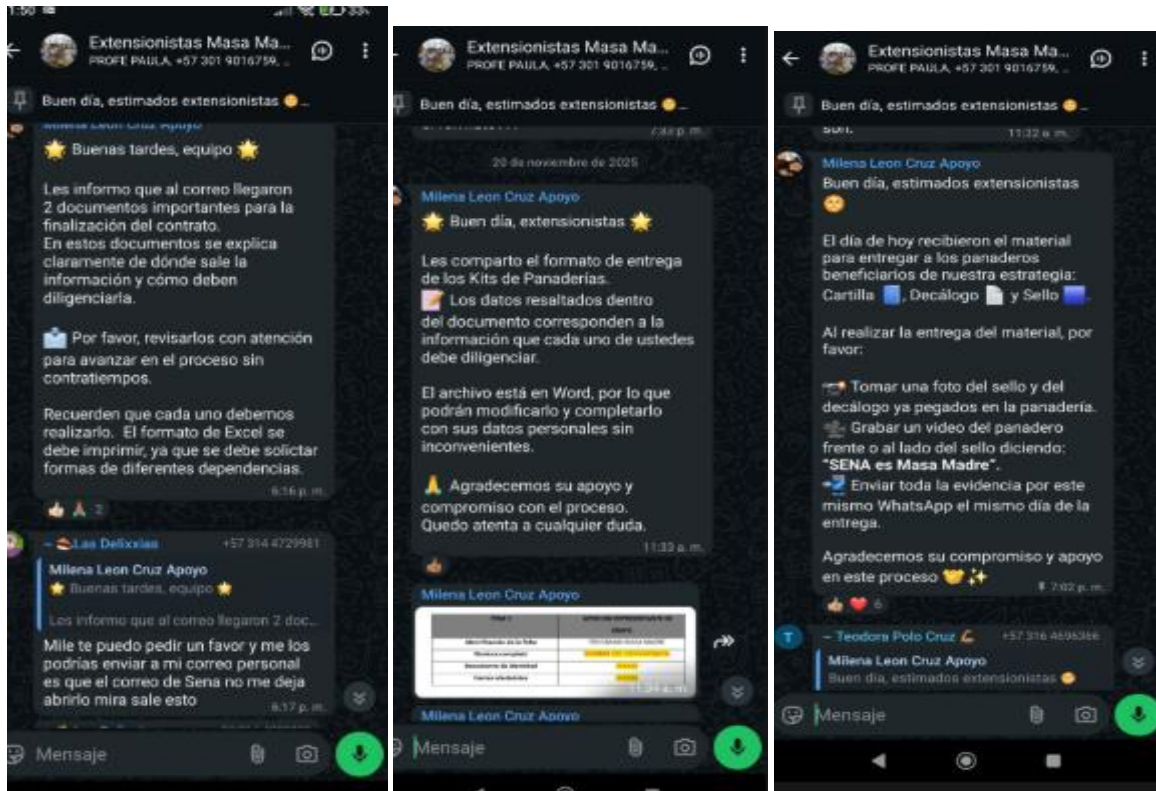 1:50
33%
Extensionistas Masa Ma...
PROFE PAULA, +57 301 9016759, ..
Buen día, estimados extensionistas 😊...
Milena Leon Cruz Apoyo
🌟 Buenas tardes, equipo 🌟
Les informo que al correo llegaron
2 documentos importantes para la
finalización del contrato.
En estos documentos se explica
claramente de dónde sale la
información y cómo deben
diligenciarla.
📩 Por favor, revisarlos con atención
para avanzar en el proceso sin
contratiempos.
Recuerden que cada uno debemos
realizarlo. El formato de Excel se
debe imprimir, ya que se debe solictar
formas de diferentes dependencias.
6:16 p. m.
👍🙏 2
~ Las Delixxias +57 314 4729981
Milena Leon Cruz Apoyo
🌟 Buenas tardes, equipo 🌟
Les informo que al correo llegaron 2 doc...
Mile te puedo pedir un favor y me los
podrías enviar a mi correo personal
es que el correo de Sena no me deja
abrirlo mira sale esto
6:17 p. m.
Mensaje
Extensionistas Masa Ma...
PROFE PAULA, +57 301 9016759, ..
Buen día, estimados extensionistas 😊...
7:33 p. m.
20 de noviembre de 2025
Milena Leon Cruz Apoyo
🌟 Buen día, extensionistas 🌟
Les comparto el formato de entrega
de los Kits de Panaderías.
📝 Los datos resaltados dentro
del documento corresponden a la
información que cada uno de ustedes
debe diligenciar.
El archivo está en Word, por lo que
podrán modificarlo y completarlo
con sus datos personales sin
inconvenientes.
🙏 Agradecemos su apoyo y
compromiso con el proceso.
Quedo atenta a cualquier duda.
Milena Leon Cruz Apoyo
Milena Leon Cruz Apoyo
Mensaje
Extensionistas Masa Ma...
PROFE PAULA, +57 301 9016759, ..
Buen día, estimados extensionistas 😊...
son.
11:32 a. m.
Milena Leon Cruz Apoyo
Buen día, estimados extensionistas
😊
El día de hoy recibieron el material
para entregar a los panaderos
beneficiarios de nuestra estrategia:
Cartilla 📘, Decálogo 📄 y Sello 🟦.
Al realizar la entrega del material, por
favor:
📸 Tomar una foto del sello y del
decálogo ya pegados en la panadería.
🎥 Grabar un video del panadero
frente o al lado del sello diciendo:
"SENA es Masa Madre".
📲 Enviar toda la evidencia por este
mismo WhatsApp el mismo día de la
entrega.
Agradecemos su compromiso y apoyo
en este proceso 🤝✨
7:02 p. m.
👍❤️ 6
T
~ Teodora Polo Cruz 💪 +57 316 4696366
Milena Leon Cruz Apoyo
Buen día, estimados extensionistas 😊
Mensaje